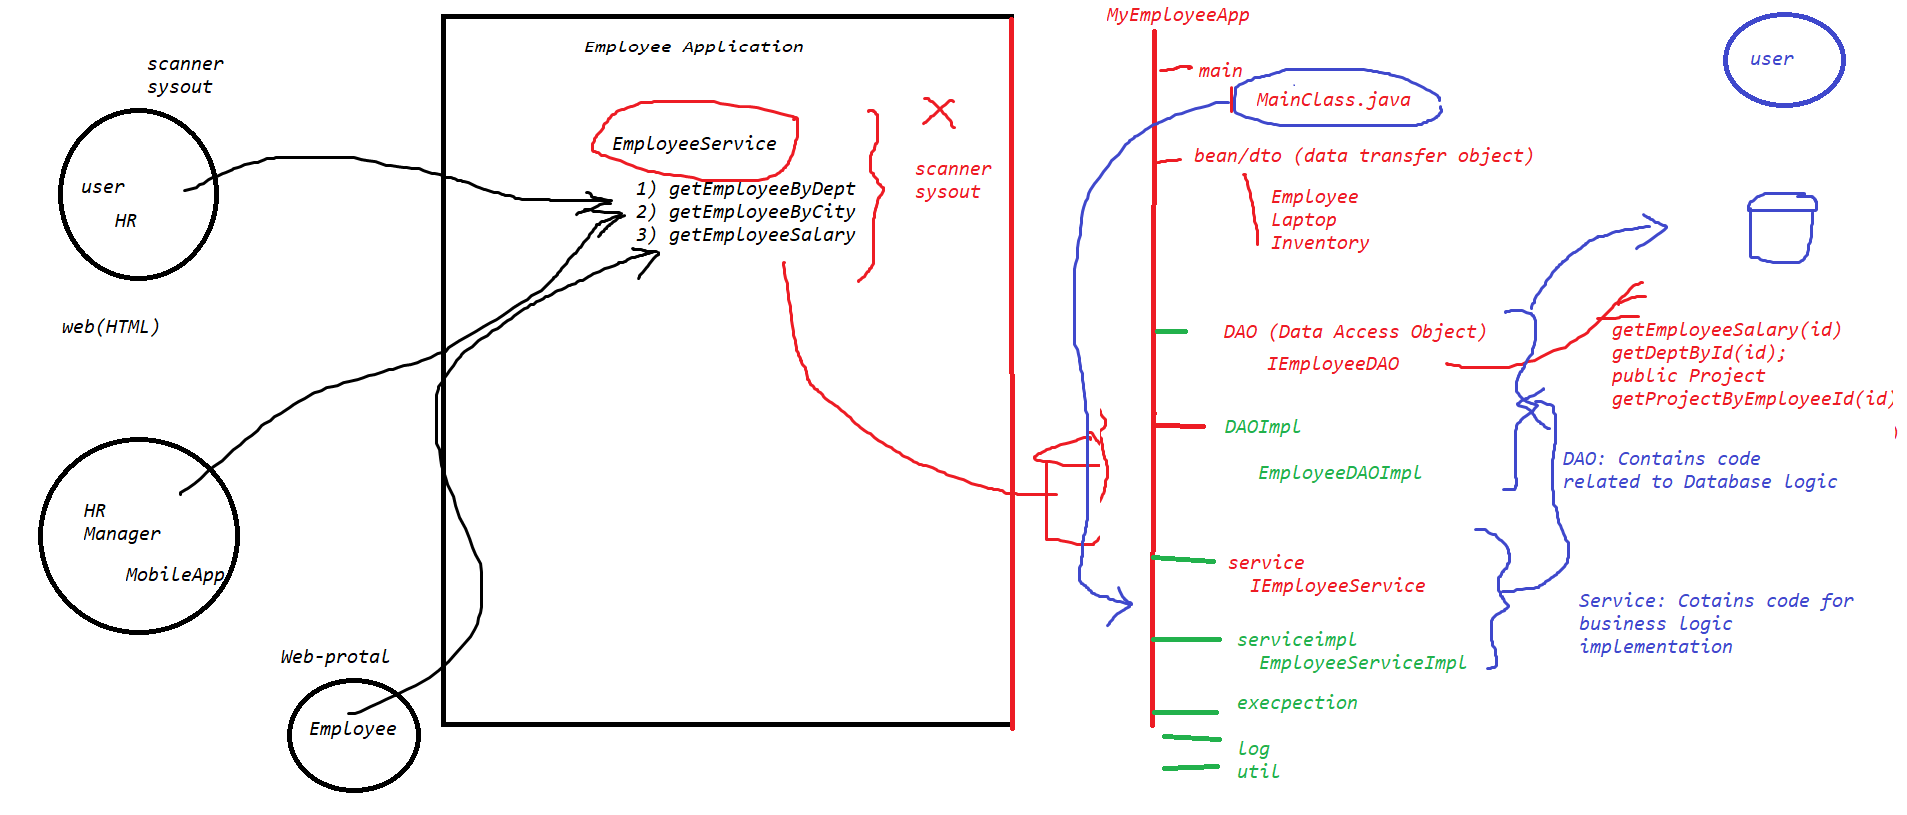 scanner
sysout
user
HR
web(HTML)
HR
Manager
MobileApp
Web-protal
Employee
Employee Application
EmployeeService
1) getEmployeeByDept
2) getEmployeeByCity
3) getEmployeeSalary
scanner
sysout
MyEmployeeApp
main
MainClass.java
bean/dto (data transfer object)
Employee
Laptop
Inventory
DAO (Data Access Object)
IEmployeeDAO
DAOImpl
EmployeeDAOImpl
service
IEmployeeService
serviceimpl
EmployeeServiceImpl
execpection
log
util
user
getEmployeeSalary(id)
getDeptById(id);
public Project
getProjectByEmployeeId(id)
)
DAO: Contains code
related to Database logic
Service: Cotains code for
business logic
implementation